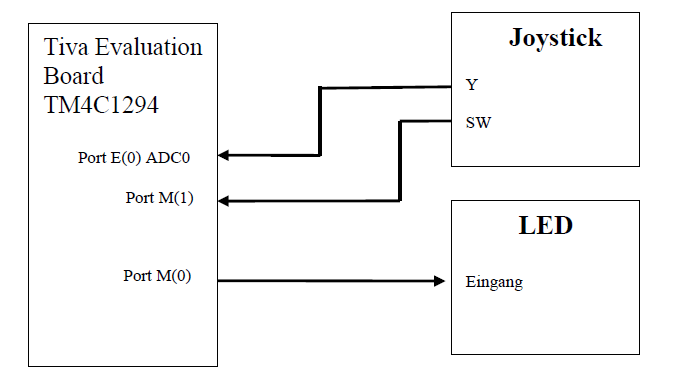 Tiva Evaluation
Board
TM4C1294
Port E(0) ADC0
Port M(1)
Port M(0)
Joystick
Y
SW
LED
Eingang